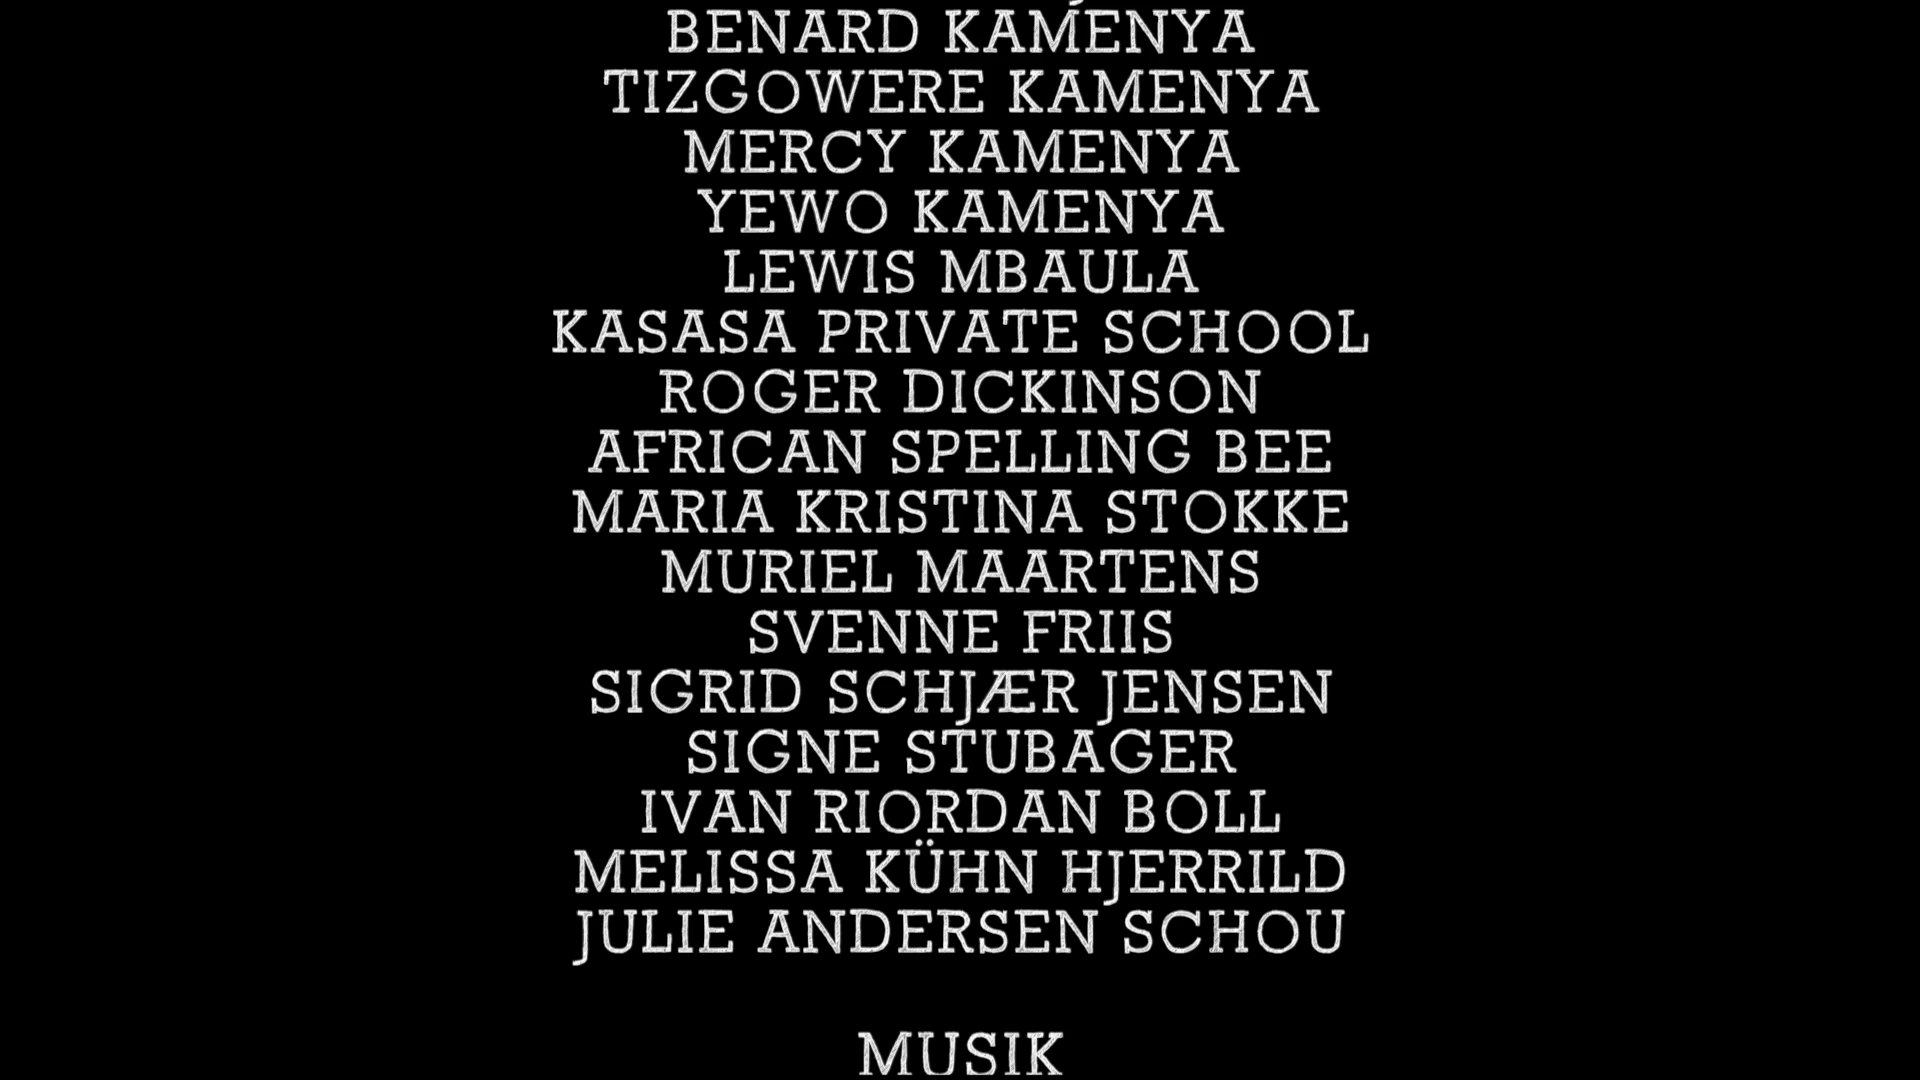 BENARD KAMENYA
TIZGOWERE KAMENYA
MERCY KAMENYA
YEWO KAMENYA
LEWIS MBAULA
KASASA PRIVATE SCHOOL
ROGER DICKINSON
AFRICAN SPELLING BEE
MARIA KRISTINA STOKKE
MURIEL MAARTENS
SVENNE FRIIS
SIGRID SCHJÆR JENSEN
SIGNE STUBAGER
IVAN RIORDAN BOLL
MELISSA KÜHN HJERRILD
JULIE ANDERSEN SCHOU
MUSIK